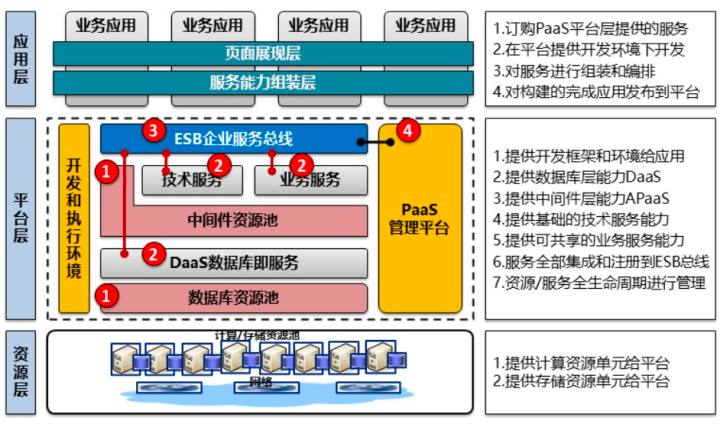 应用层
业务应用
业务应用
业务应用
业务应用
页面展现层
服务能力组装层
1.订购PaaS平台层提供的服务
2.在平台提供开发环境下开发
3.对服务进行组装和编排
4.对构建的完成应用发布到平台
平台层
开发和执行环境
3
ESB企业服务总线
4
1
技术服务
2
业务服务
2
中间件资源池
2
DaaS数据库即服务
1
数据库资源池
PaaS
管理平台
1.提供开发框架和环境给应用
2.提供数据库层能力DaaS
3.提供中间件层能力APaaS
4.提供基础的技术服务能力
5.提供可共享的业务服务能力
6.服务全部集成和注册到ESB总线
7.资源/服务全生命周期进行管理
资源层
计算/存储资源池
网络
1.提供计算资源单元给平台
2.提供存储资源单元给平台